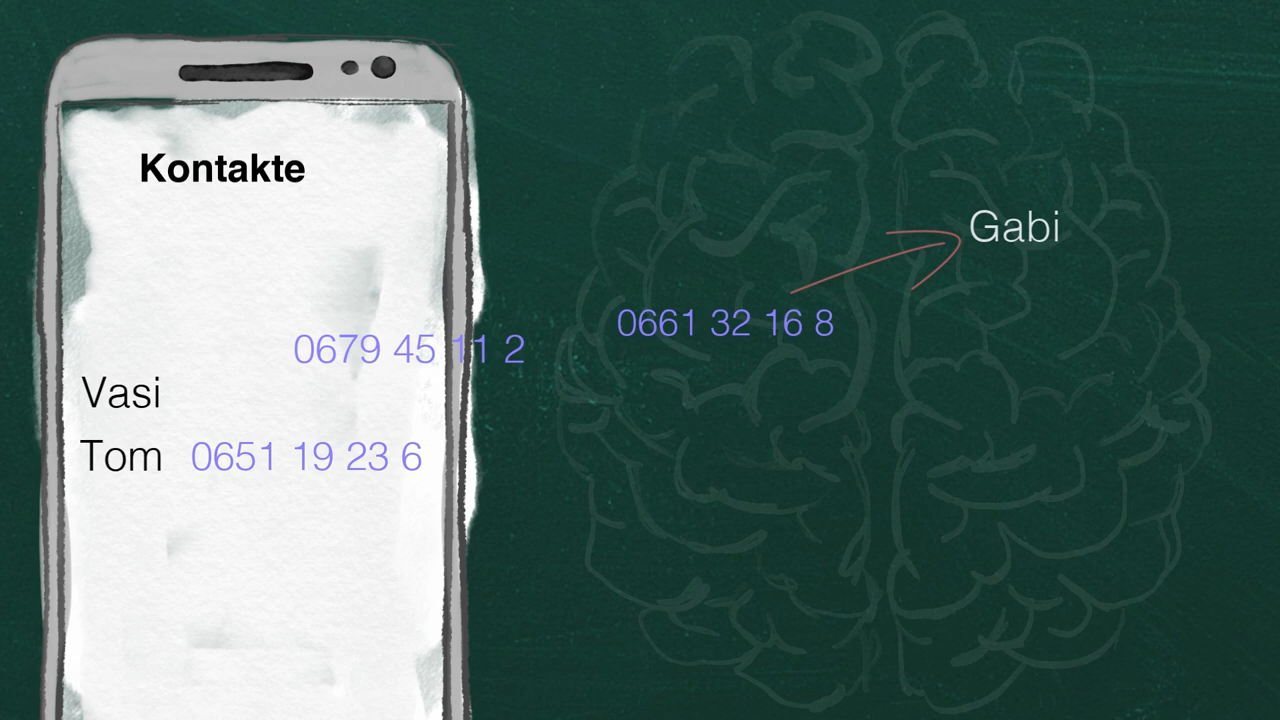 Kontakte
Gabi
0661 32 16 8
0679 45 11 2
Vasi
Tom 0651 19 23 6